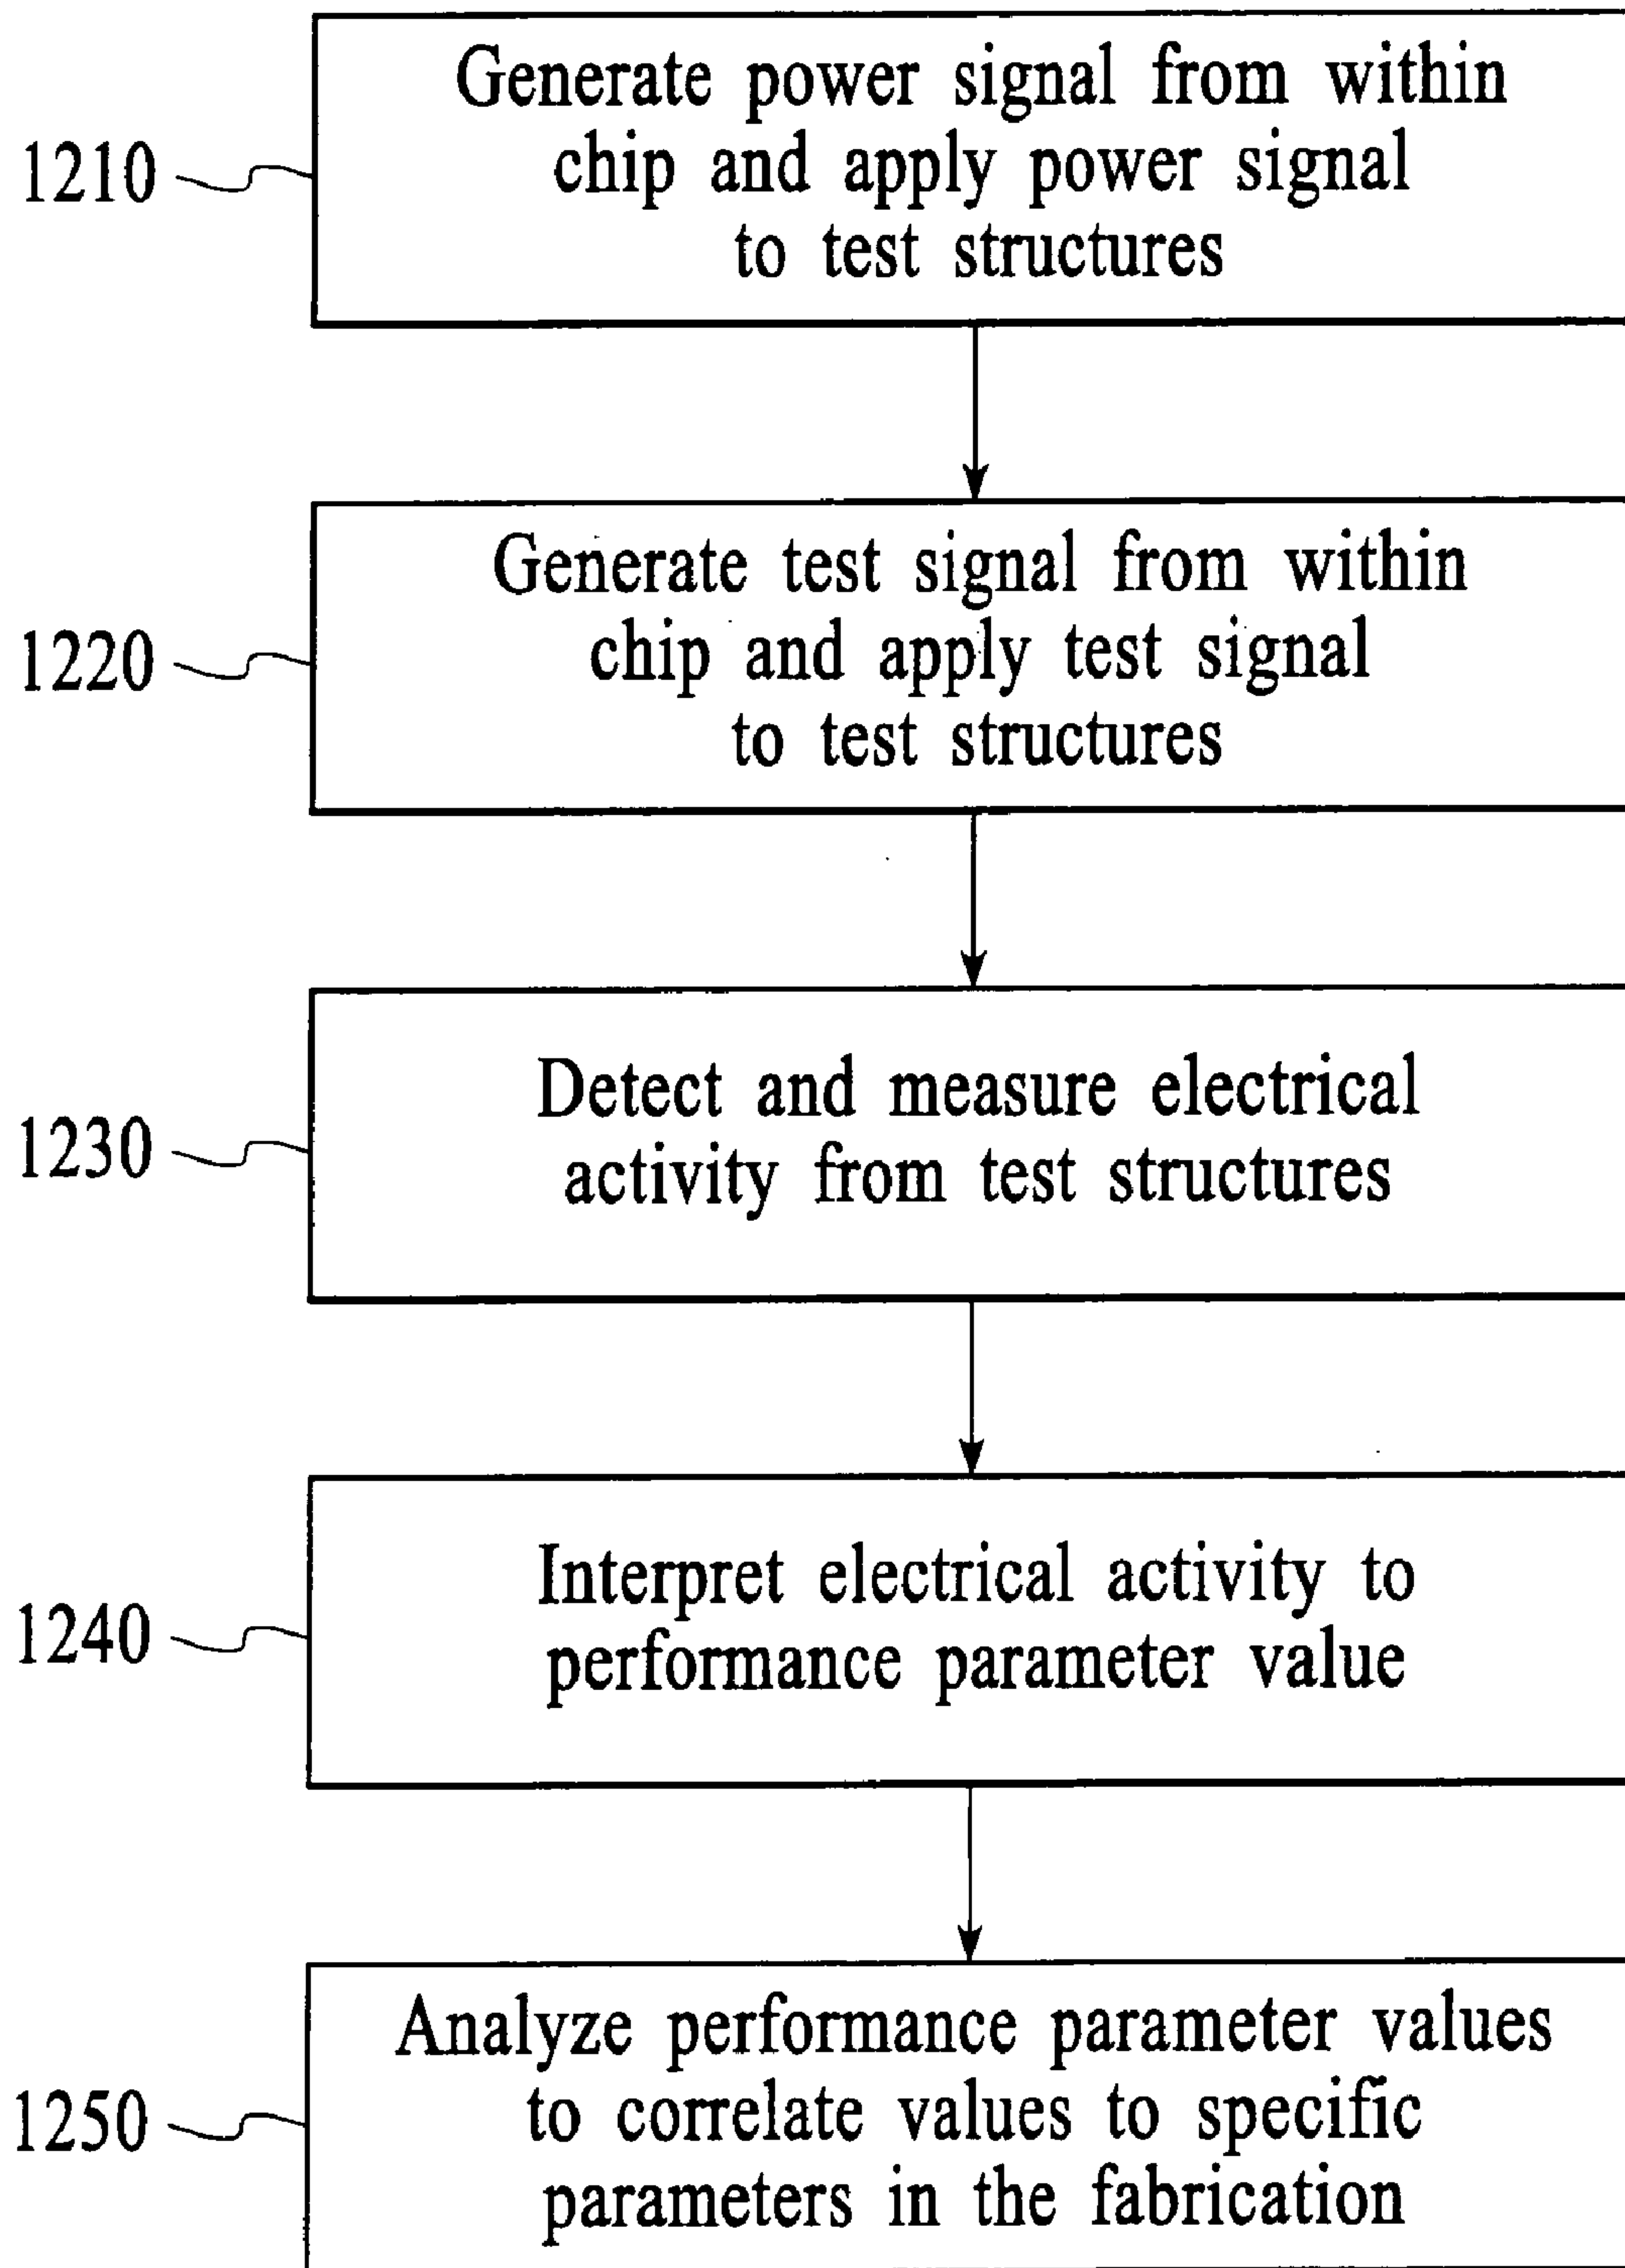 Generate power signal from within
chip and apply power signal
to test structures
1210
Generate test signal from within
chip and apply test signal
to test structures
1220
Detect and measure electrical
activity from test structures
1230
Interpret electrical activity to
performance parameter value
1240
Analyze performance parameter values
to correlate values to specific
parameters in the fabrication
1250